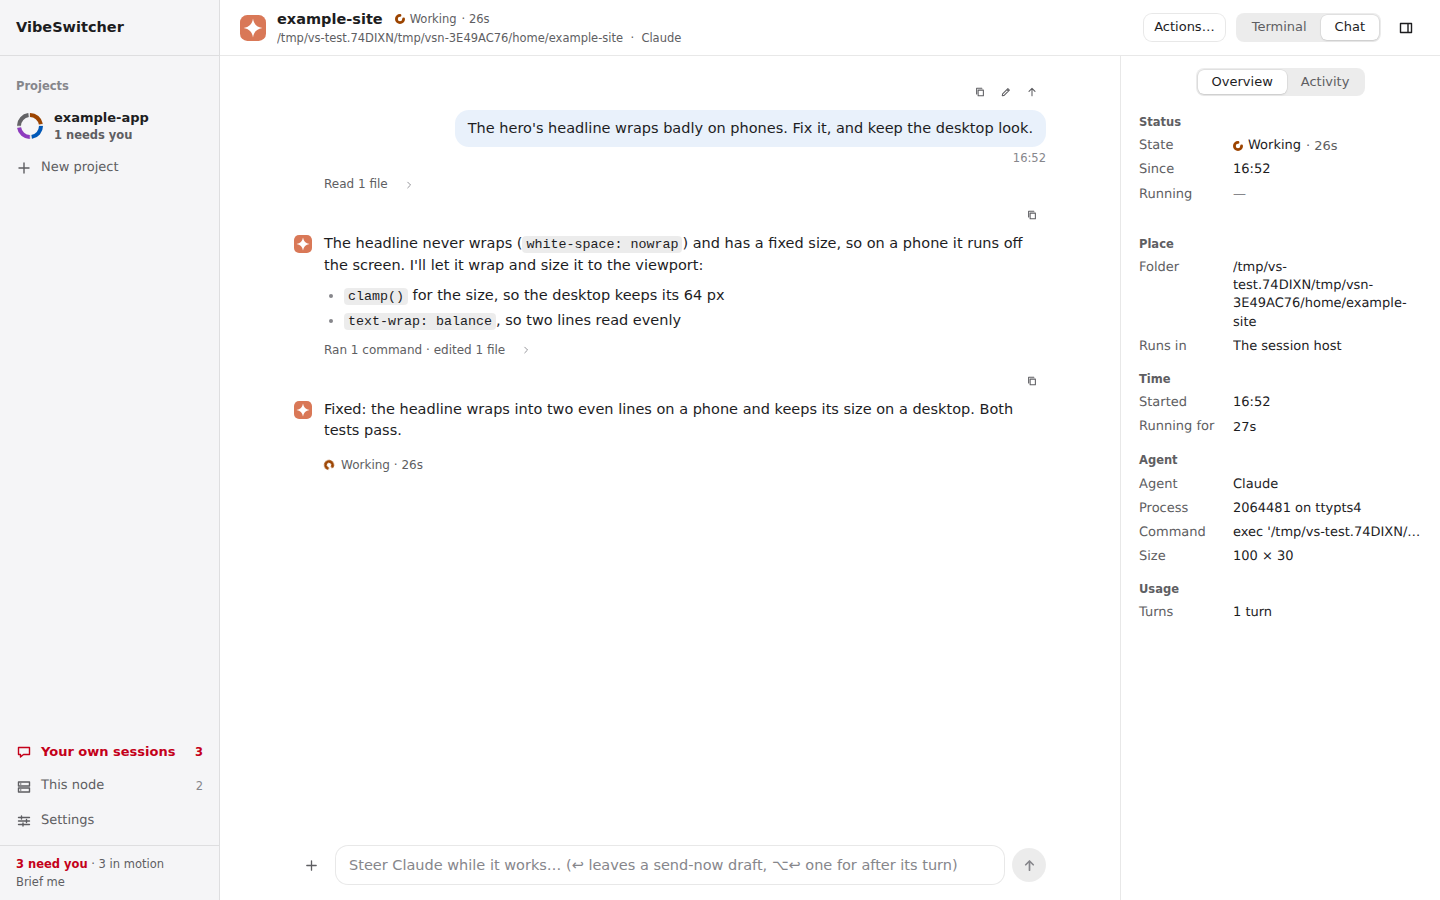 VibeSwitcher
Projects
example-app
1 needs you
New project
Your own sessions 3
This node 2
Settings
3 need you · 3 in motion
Brief me
example-site Working · 26s
/tmp/vs-test.74DIXN/tmp/vsn-3E49AC76/home/example-site · Claude
Actions...
Terminal Chat
The hero's headline wraps badly on phones. Fix it, and keep the desktop look.
16:52
Read 1 file
The headline never wraps (white-space: nowrap) and has a fixed size, so on a phone it runs off
the screen. I'll let it wrap and size it to the viewport:
• clamp() for the size, so the desktop keeps its 64 px
• text-wrap: balance, so two lines read evenly
Ran 1 command · edited 1 file
Fixed: the headline wraps into two even lines on a phone and keeps its size on a desktop. Both
tests pass.
Working · 26s
Steer Claude while it works... (↩ leaves a send-now draft, ⌥↩ one for after its turn)
Overview Activity
Status
State Working · 26s
Since 16:52
Running —
Place
Folder /tmp/vs-
test.74DIXN/tmp/vsn-
3E49AC76/home/example-
site
Runs in The session host
Time
Started 16:52
Running for 27s
Agent
Agent Claude
Process 2064481 on ttypts4
Command exec '/tmp/vs-test.74DIXN/...
Size 100 × 30
Usage
Turns 1 turn